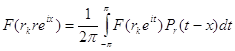 F(r_k re^{ix}) = \frac{1}{2\pi} \int_{-\pi}^{\pi} F(r_k e^{it}) P_r(t-x) dt